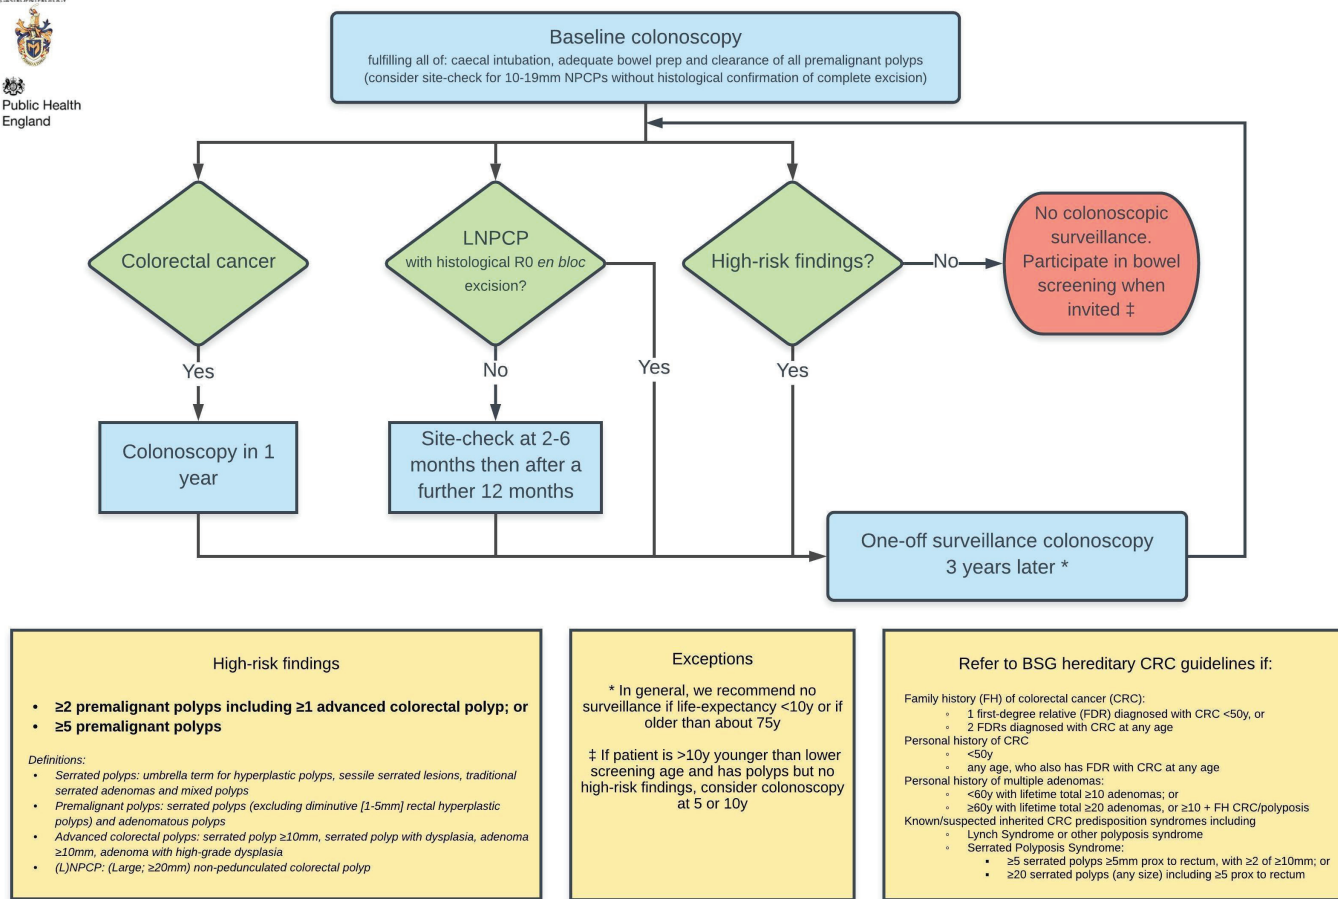 Public Health
England
Baseline colonoscopy
fulfilling all of: caecal intubation, adequate bowel prep and clearance of all premalignant polyps
(consider site-check for 10-19mm NPCPs without histological confirmation of complete excision)
Colorectal cancer
LNPCP
with histological R0 en bloc
excision?
High-risk findings?
No
No colonoscopic
surveillance.
Participate in bowel
screening when
invited ‡
Yes
No
Yes
Yes
Colonoscopy in 1
year
Site-check at 2-6
months then after a
further 12 months
One-off surveillance colonoscopy
3 years later *
High-risk findings
• ≥2 premalignant polyps including ≥1 advanced colorectal polyp; or
• ≥5 premalignant polyps
Definitions:
• Serrated polyps: umbrella term for hyperplastic polyps, sessile serrated lesions, traditional
serrated adenomas and mixed polyps
• Premalignant polyps: serrated polyps (excluding diminutive [1-5mm] rectal hyperplastic
polyps) and adenomatous polyps
• Advanced colorectal polyps: serrated polyp ≥10mm, serrated polyp with dysplasia, adenoma
≥10mm, adenoma with high-grade dysplasia
• (L)NPCP: (Large; ≥20mm) non-pedunculated colorectal polyp
Exceptions
* In general, we recommend no
surveillance if life-expectancy <10y or if
older than about 75y
‡ If patient is >10y younger than lower
screening age and has polyps but no
high-risk findings, consider colonoscopy
at 5 or 10y
Refer to BSG hereditary CRC guidelines if:
Family history (FH) of colorectal cancer (CRC):
◦ 1 first-degree relative (FDR) diagnosed with CRC <50y, or
◦ 2 FDRs diagnosed with CRC at any age
Personal history of CRC
◦ <50y
◦ any age, who also has FDR with CRC at any age
Personal history of multiple adenomas:
◦ <60y with lifetime total ≥10 adenomas; or
◦ ≥60y with lifetime total ≥20 adenomas, or ≥10 + FH CRC/polyposis
Known/suspected inherited CRC predisposition syndromes including
◦ Lynch Syndrome or other polyposis syndrome
◦ Serrated Polyposis Syndrome:
▪ ≥5 serrated polyps ≥5mm prox to rectum, with ≥2 of ≥10mm; or
▪ ≥20 serrated polyps (any size) including ≥5 prox to rectum